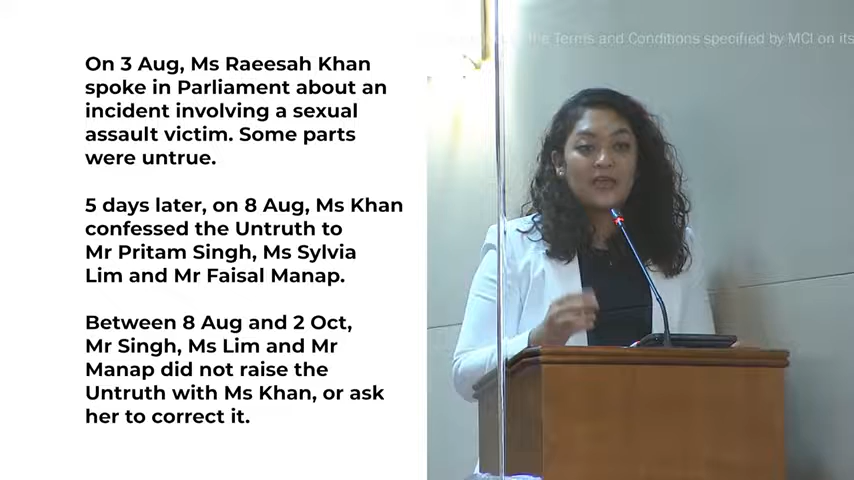 the Terms and Conditions specified by MCI on its
On 3 Aug, Ms Raeesah Khan
spoke in Parliament about an
incident involving a sexual
assault victim. Some parts
were untrue.
5 days later, on 8 Aug, Ms Khan
confessed the Untruth to
Mr Pritam Singh, Ms Sylvia
Lim and Mr Faisal Manap.
Between 8 Aug and 2 Oct,
Mr Singh, Ms Lim and Mr
Manap did not raise the
Untruth with Ms Khan, or ask
her to correct it.